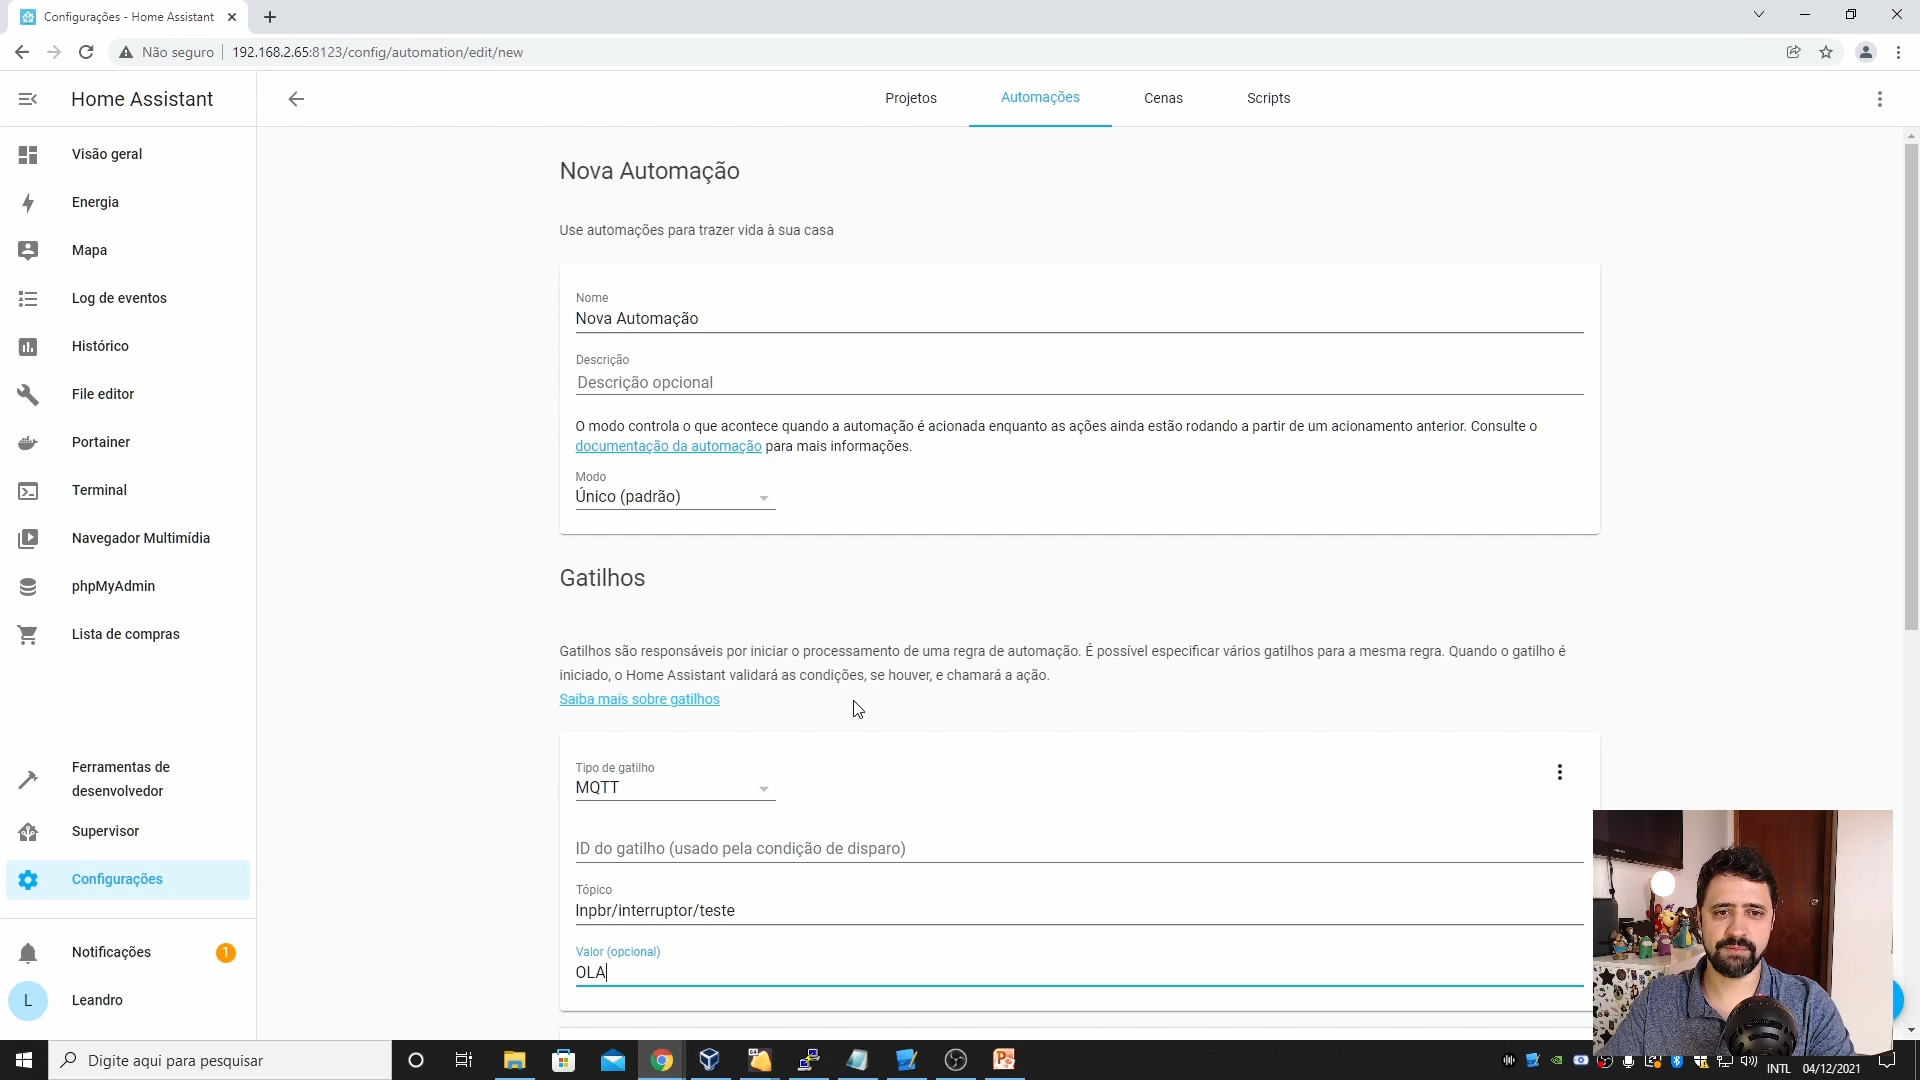 Configurações - Home Assistant
Não seguro
192.168.2.65:8123/config/automation/edit/new
Home Assistant
Projetos
Automações
Cenas
Scripts
Visão geral
Energia
Mapa
Log de eventos
Histórico
File editor
Portainer
Terminal
Navegador Multimídia
phpMyAdmin
Lista de compras
Ferramentas de
desenvolvedor
Supervisor
Configurações
Notificações
1
L
Leandro
Nova Automação
Use automações para trazer vida à sua casa
Nome
Nova Automação
Descrição
Descrição opcional
O modo controla o que acontece quando a automação é acionada enquanto as ações ainda estão rodando a partir de um acionamento anterior. Consulte o
documentação da automação para mais informações.
Modo
Único (padrão)
Gatilhos
Gatilhos são responsáveis por iniciar o processamento de uma regra de automação. É possível especificar vários gatilhos para a mesma regra. Quando o gatilho é
iniciado, o Home Assistant validará as condições, se houver, e chamará a ação.
Saiba mais sobre gatilhos
Tipo de gatilho
MQTT
ID do gatilho (usado pela condição de disparo)
Tópico
lnpbr/interruptor/teste
Valor (opcional)
OLA
Digite aqui para pesquisar
INTL
04/12/2021